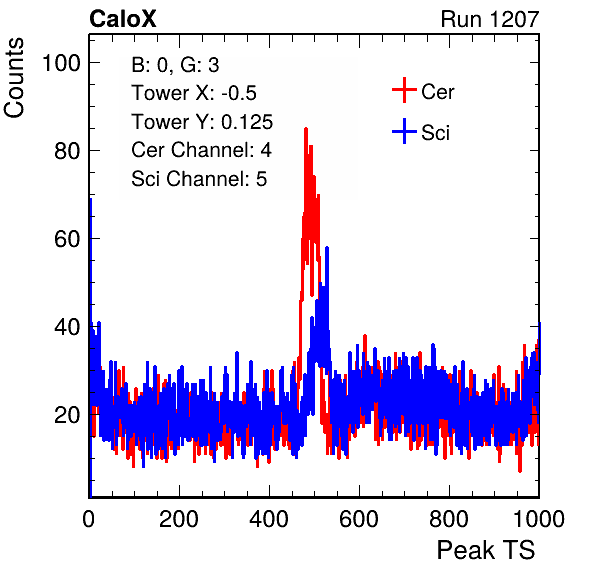 CaloX Run 1207
Counts
B: 0, G: 3
Tower X: -0.5
Tower Y: 0.125
Cer Channel: 4
Sci Channel: 5
Cer
Sci
100
80
60
40
20
0 200 400 600 800 1000
Peak TS